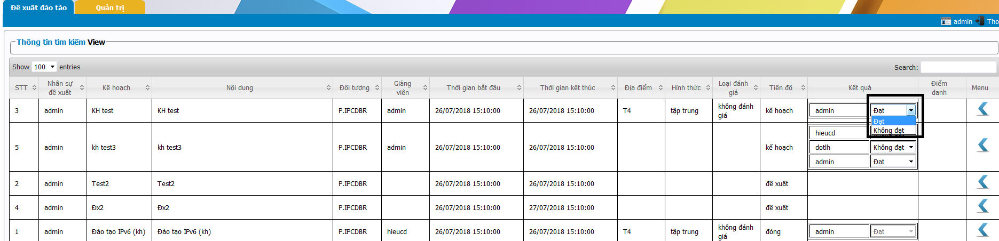 Đề xuất đào tào Quản trị
admin Tho
Thông tin tìm kiếm View
Show 100 entries Search:
STT Nhân sự đề xuất Kế hoạch Nội dung Đối tượng Giảng viên Thời gian bắt đầu Thời gian kết thúc Địa điểm Hình thức Loại đánh giá Tiến độ Kết quả Điểm danh Menu
3 admin KH test KH test P.IPCDBR admin 26/07/2018 15:10:00 26/07/2018 15:10:00 T4 tập trung không đánh giá kế hoạch admin Đạt
Đạt
Không đạt
hieucd
5 admin kh test3 kh test3 P.IPCDBR admin 26/07/2018 15:10:00 26/07/2018 15:10:00 kế hoạch dotlh Không đạt
admin Đạt
2 admin Test2 Test2 P.IPCDBR 26/07/2018 15:10:00 26/07/2018 15:10:00 đề xuất
4 admin Đx2 Đx2 P.IPCDBR 26/07/2018 15:10:00 27/07/2018 15:10:00 đề xuất
1 admin Đào tạo IPv6 (kh) Đào tạo IPv6 (kh) P.IPCDBR hieucd 26/07/2018 15:10:00 26/07/2018 15:10:00 T4 tập trung không đánh giá đóng admin Đạt